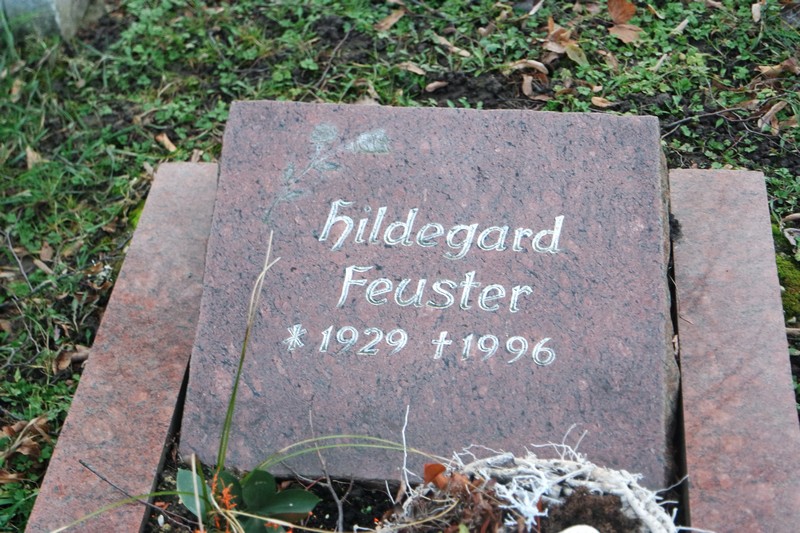 Hildegard
Feuster
* 1929 † 1996